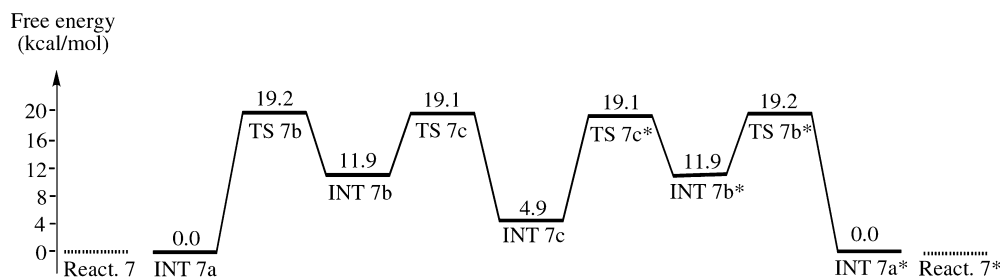 Free energy
(kcal/mol)
20
16
12
8
4
0
React. 7
0.0
INT 7a
19.2
TS 7b
11.9
INT 7b
19.1
TS 7c
4.9
INT 7c
19.1
TS 7c*
11.9
INT 7b*
19.2
TS 7b*
0.0
INT 7a*
React. 7*